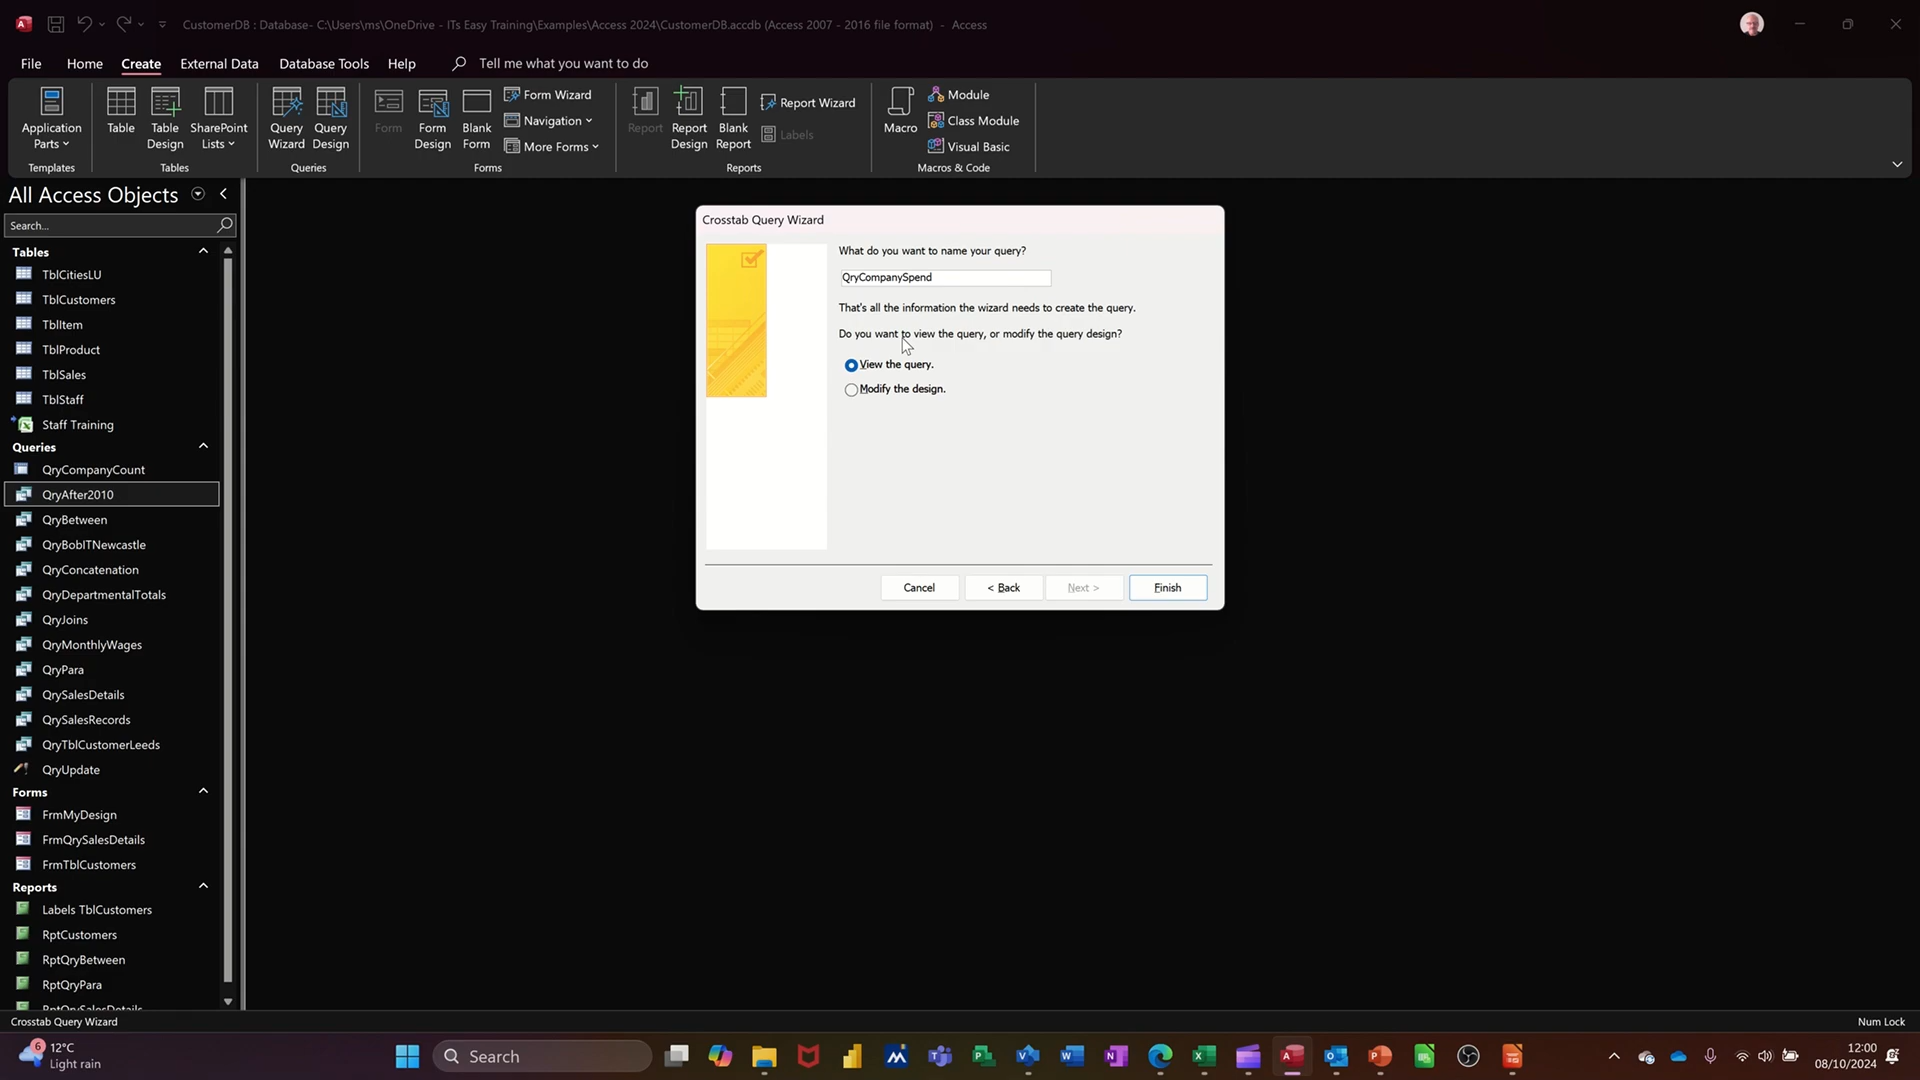 CustomerDB : Database- C:\Users\ms\OneDrive - ITs Easy Training\Examples\Access 2024\CustomerDB.accdb (Access 2007 - 2016 file format) - Access
File Home Create External Data Database Tools Help Tell me what you want to do
Application Parts
Templates
Table
Table Design
SharePoint Lists
Tables
Query Wizard
Query Design
Queries
Form
Form Design
Blank Form
Form Wizard
Navigation
More Forms
Forms
Report
Report Design
Blank Report
Report Wizard
Labels
Reports
Macro
Module
Class Module
Visual Basic
Macros & Code
All Access Objects
Search...
Tables
TblCitiesLU
TblCustomers
TblItem
TblProduct
TblSales
TblStaff
Staff Training
Queries
QryCompanyCount
QryAfter2010
QryBetween
QryBobITNewcastle
QryConcatenation
QryDepartmentalTotals
QryJoins
QryMonthlyWages
QryPara
QrySalesDetails
QrySalesRecords
QryTblCustomerLeeds
QryUpdate
Forms
FrmMyDesign
FrmQrySalesDetails
FrmTblCustomers
Reports
Labels TblCustomers
RptCustomers
RptQryBetween
RptQryPara
RptQrySalesDetails
Crosstab Query Wizard
What do you want to name your query?
QryCompanySpend
That's all the information the wizard needs to create the query.
Do you want to view the query, or modify the query design?
View the query.
Modify the design.
Cancel
< Back
Next >
Finish
Crosstab Query Wizard
Num Lock
6
12°C
Light rain
Search
12:00
08/10/2024